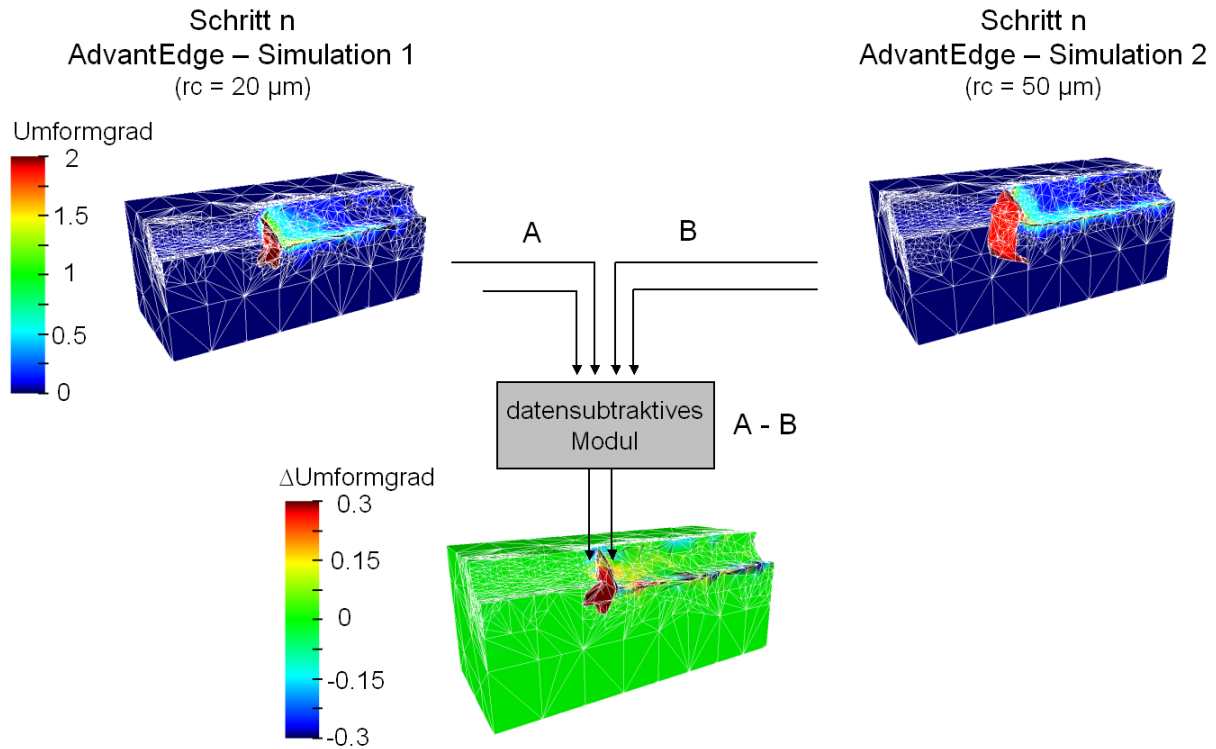 Schritt n
AdvantEdge – Simulation 1
(rc = 20 µm)
Schritt n
AdvantEdge – Simulation 2
(rc = 50 µm)
Umformgrad
2
1.5
1
0.5
0
A
B
datensubtraktives
Modul
A - B
∆Umformgrad
0.3
0.15
0
-0.15
-0.3